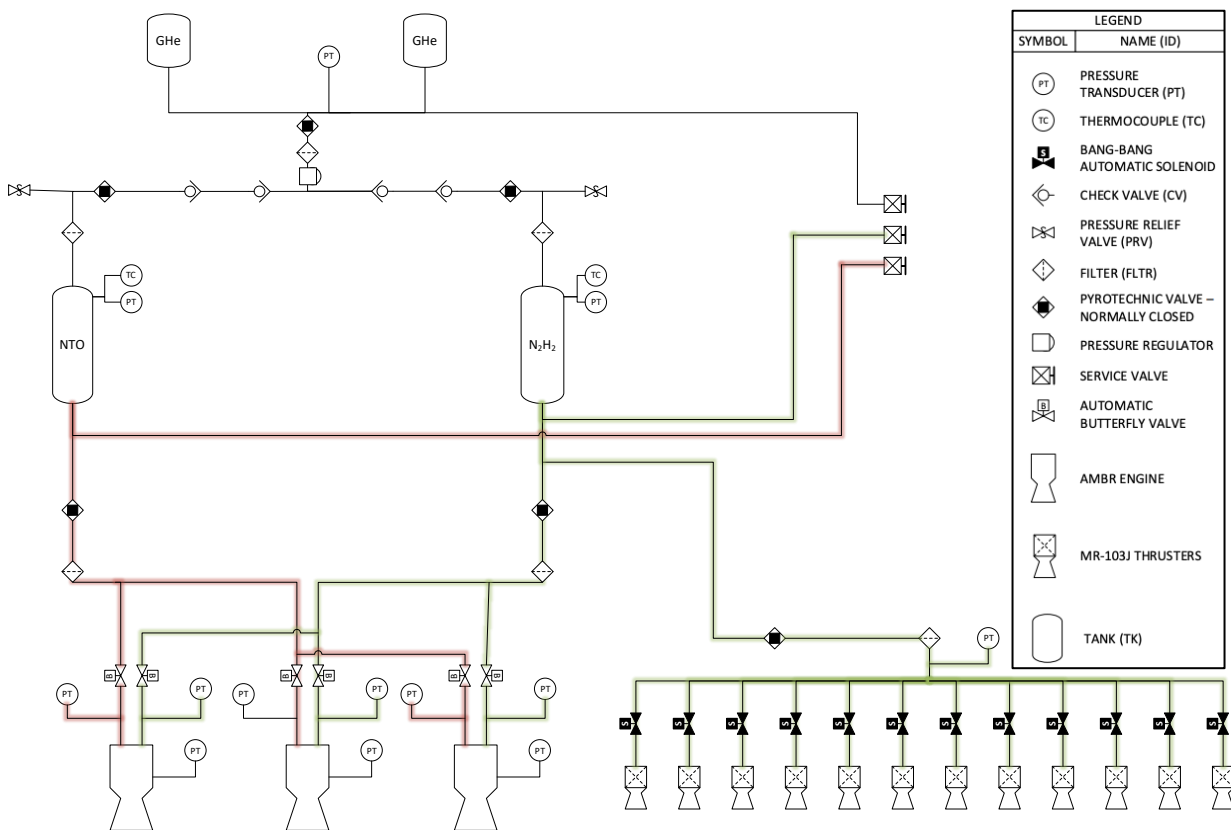 GHe
GHe
PT
S
S
TC
PT
TC
PT
NTO
N₂H₂
B
B
B
B
B
B
PT
PT
PT
PT
PT
PT
PT
PT
PT
PT
S
S
S
S
S
S
S
S
S
S
S
S
LEGEND
SYMBOL NAME (ID)
PT PRESSURE
TRANSDUCER (PT)
TC THERMOCOUPLE (TC)
S BANG-BANG
AUTOMATIC SOLENOID
CHECK VALVE (CV)
S PRESSURE RELIEF
VALVE (PRV)
FILTER (FLTR)
PYROTECHNIC VALVE –
NORMALLY CLOSED
PRESSURE REGULATOR
SERVICE VALVE
B AUTOMATIC
BUTTERFLY VALVE
AMBR ENGINE
MR-103J THRUSTERS
TANK (TK)